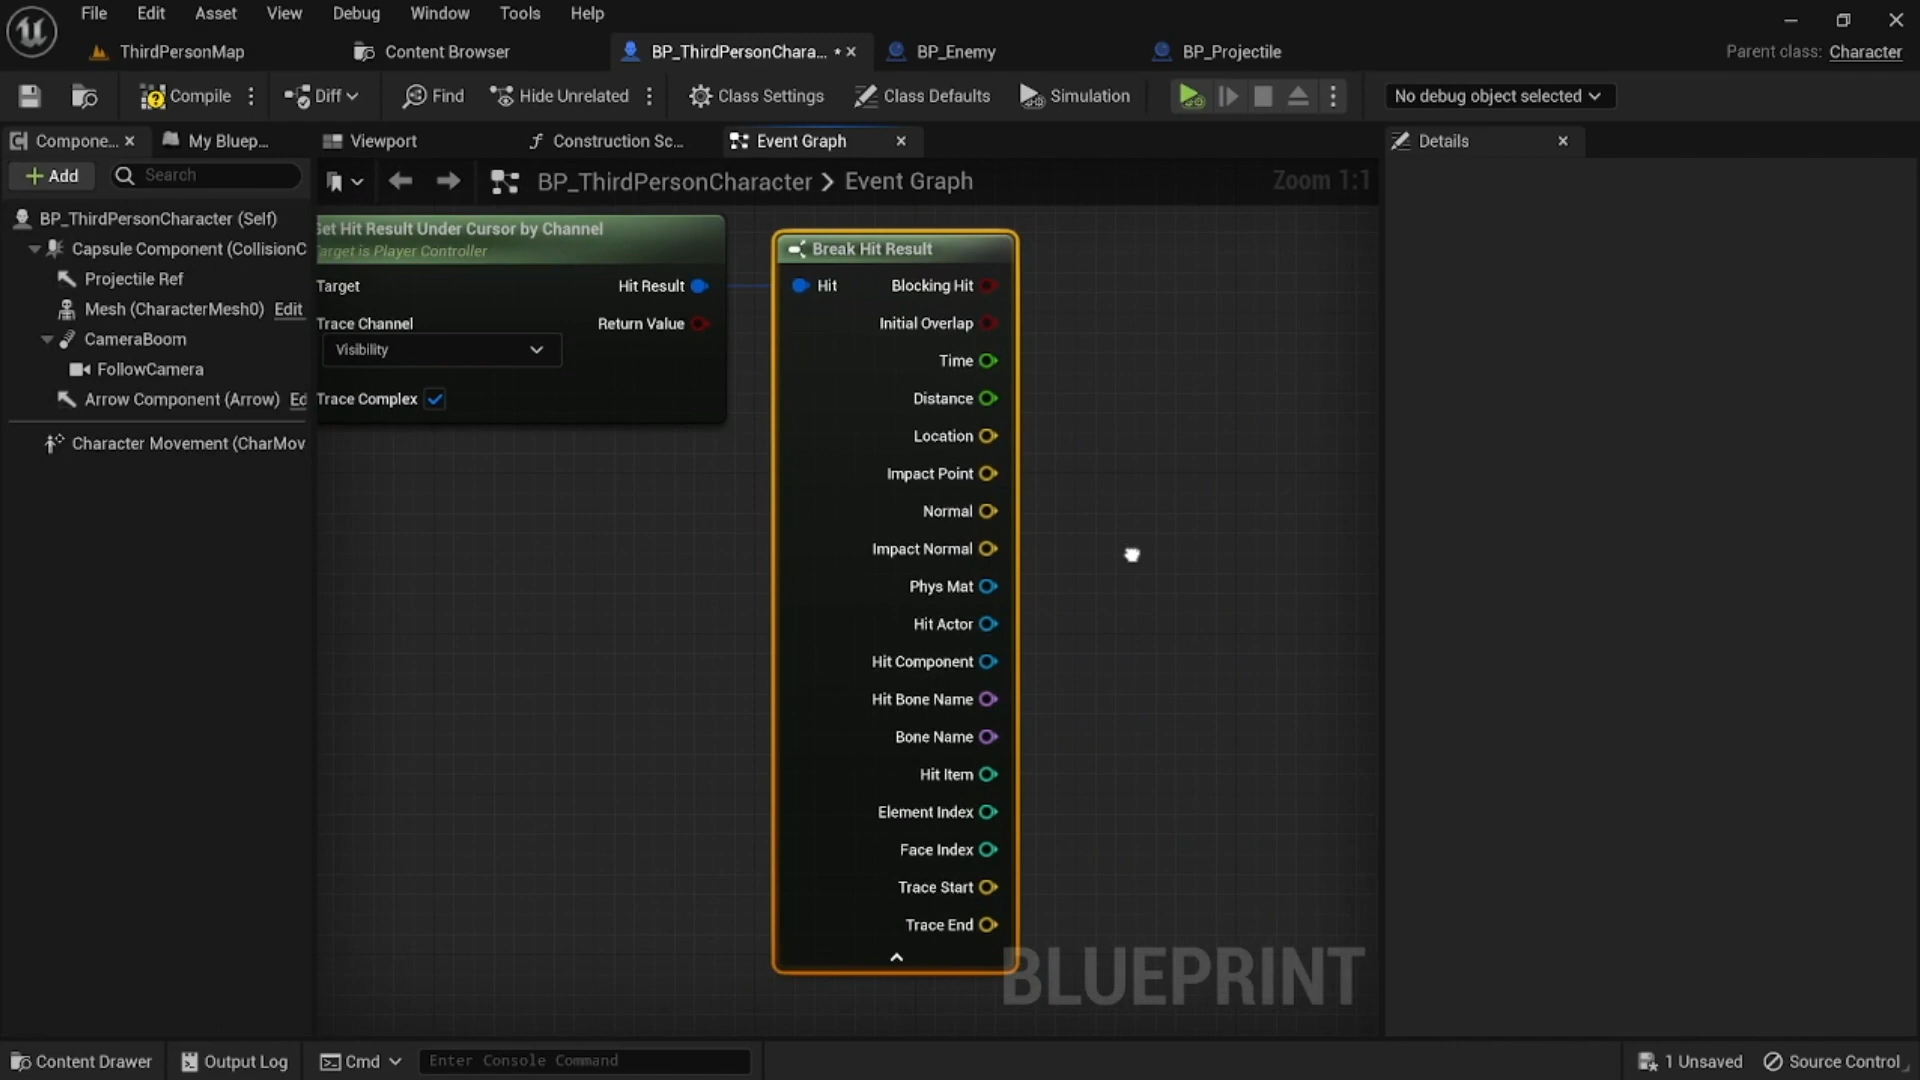 File Edit Asset View Debug Window Tools Help
ThirdPersonMap Content Browser BP_ThirdPersonChara... BP_Enemy BP_Projectile Parent class: Character
Compile Diff Find Hide Unrelated Class Settings Class Defaults Simulation No debug object selected
Compone... My Bluep... Viewport Construction Sc... Event Graph Details
+ Add Search BP_ThirdPersonCharacter > Event Graph Zoom 1:1
BP_ThirdPersonCharacter (Self)
Capsule Component (CollisionC
Projectile Ref
Mesh (CharacterMesh0) Edit
CameraBoom
FollowCamera
Arrow Component (Arrow) Ed
Character Movement (CharMov
Get Hit Result Under Cursor by Channel
Target is Player Controller
Target Hit Result
Trace Channel Return Value
Visibility
Trace Complex
Break Hit Result
Hit Blocking Hit
Initial Overlap
Time
Distance
Location
Impact Point
Normal
Impact Normal
Phys Mat
Hit Actor
Hit Component
Hit Bone Name
Bone Name
Hit Item
Element Index
Face Index
Trace Start
Trace End
BLUEPRINT
Content Drawer Output Log Cmd Enter Console Command 1 Unsaved Source Control